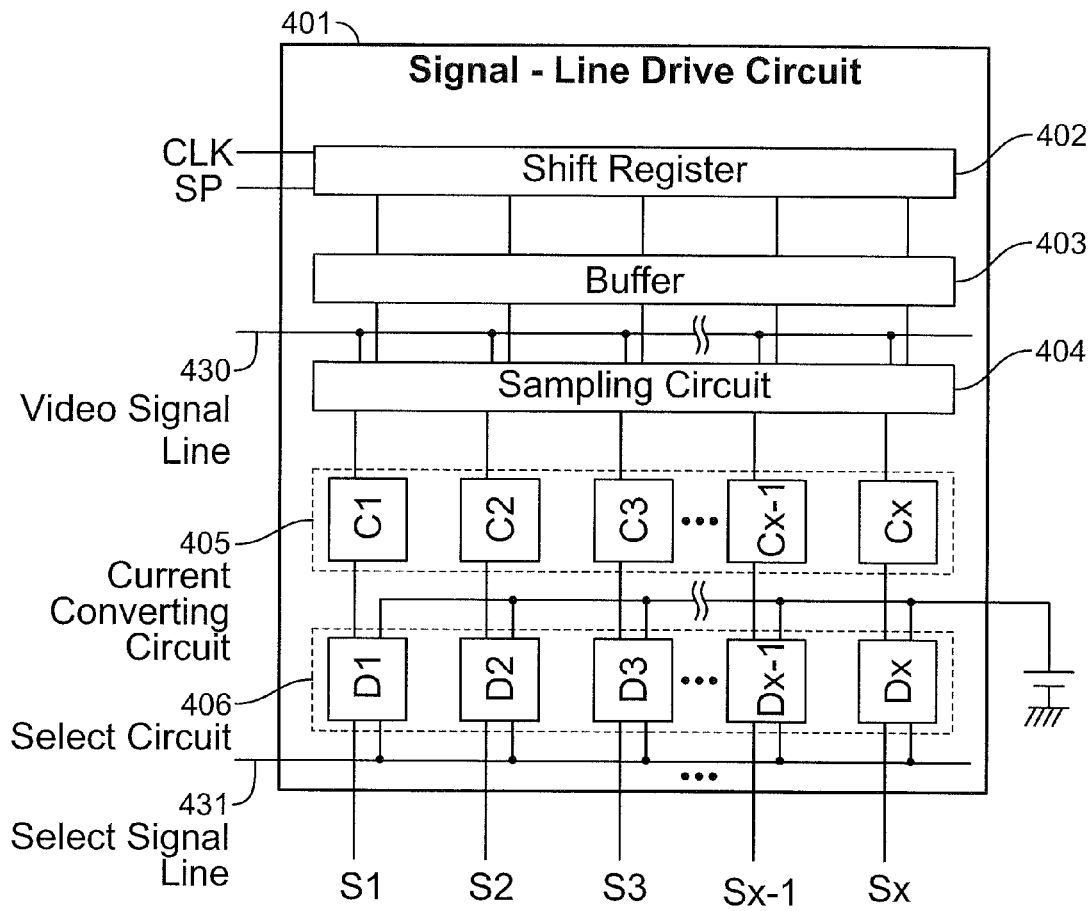 401
Signal - Line Drive Circuit
CLK
SP
Shift Register
402
Buffer
403
430
Video Signal
Line
Sampling Circuit
404
C1 C2 C3 ••• Cx-1 Cx
405
Current
Converting
Circuit
D1 D2 D3 ••• Dx-1 Dx
406
Select Circuit
•••
431
Select Signal
Line
S1 S2 S3 Sx-1 Sx